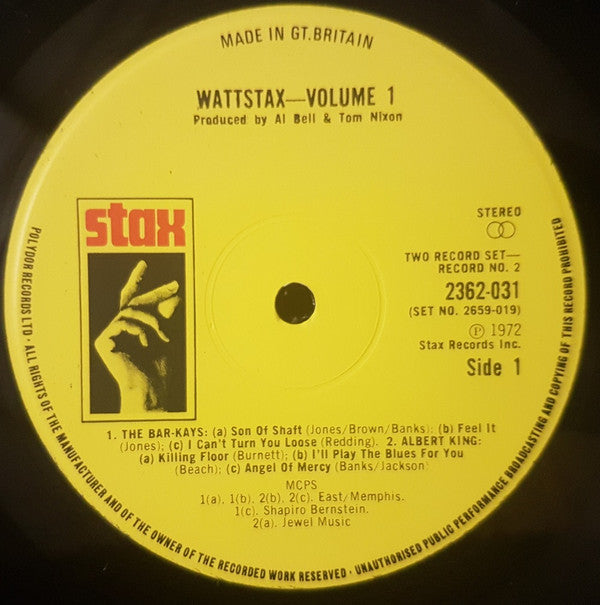 MADE IN GT. BRITAIN
WATTSTAX—VOLUME 1
Produced by Al Bell & Tom Nixon
stax
STEREO
TWO RECORD SET—
RECORD NO. 2
2362-031
(SET NO. 2659-019)
Ⓟ 1972
Stax Records Inc.
Side 1
1. THE BAR-KAYS: (a) Son Of Shaft (Jones/Brown/Banks); (b) Feel It
(Jones); (c) I Can't Turn You Loose (Redding). 2. ALBERT KING:
(a) Killing Floor (Burnett); (b) I'll Play The Blues For You
(Beach); (c) Angel Of Mercy (Banks/Jackson)
MCPS
1(a). 1(b). 2(b). 2(c). East/Memphis.
1(c). Shapiro Bernstein.
2(a). Jewel Music
POLYDOR RECORDS LTD · ALL RIGHTS OF THE MANUFACTURER AND OF THE OWNER OF THE RECORDED WORK RESERVED · UNAUTHORISED PUBLIC PERFORMANCE BROADCASTING AND COPYING OF THIS RECORD PROHIBITED